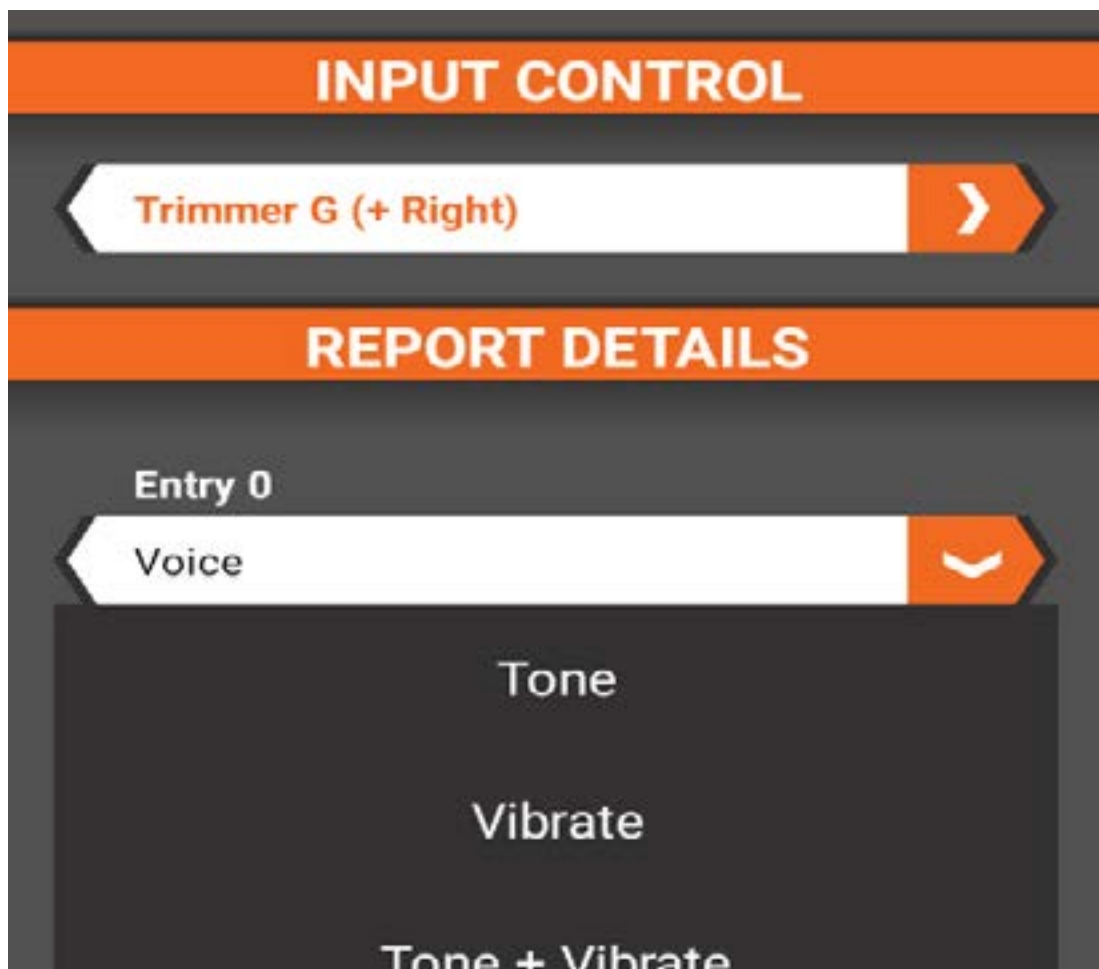 INPUT CONTROL
Trimmer G (+ Right)
REPORT DETAILS
Entry 0
Voice
Tone
Vibrate
Tone + Vibrate